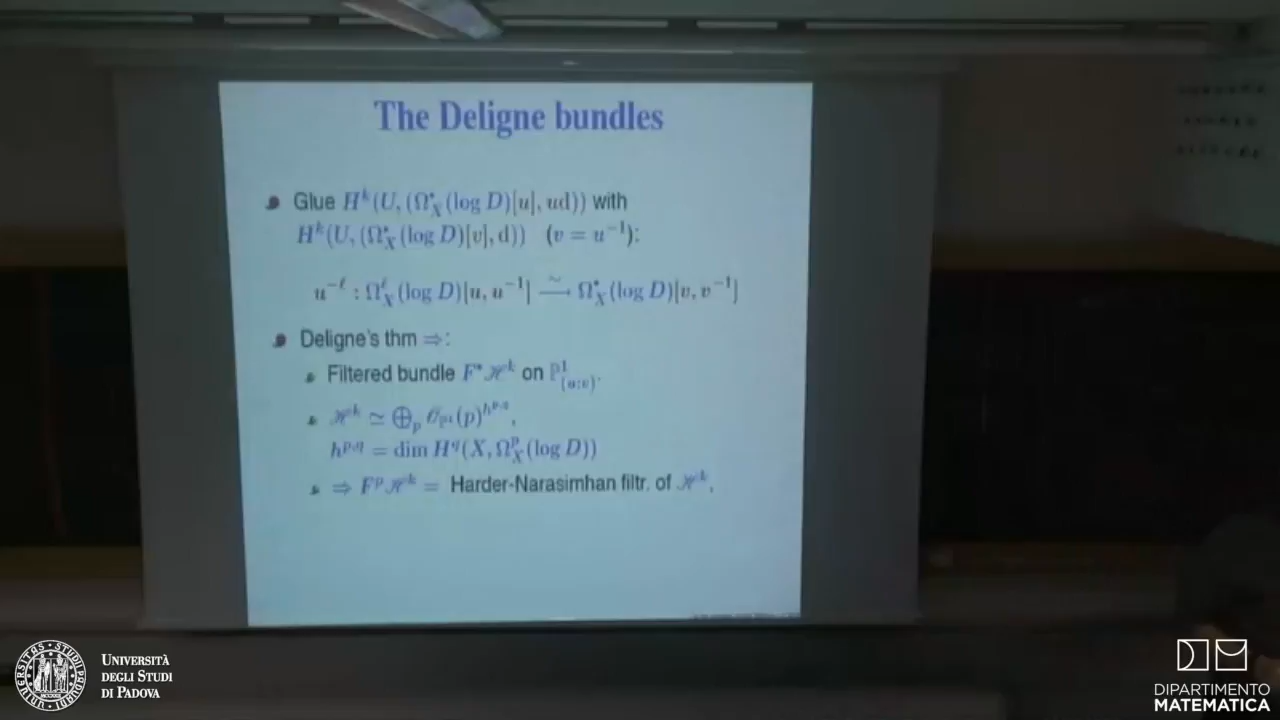 The Deligne bundles
Glue H^k(U, (Ω^•_X(log D)[u], ud)) with
H^k(U, (Ω^•_X(log D)[v], d)) (v = u^{-1}):
u^{-ℓ} : Ω^ℓ_X(log D)[u, u^{-1}] ⟶∼ Ω^•_X(log D)[v, v^{-1}]
Deligne's thm ⇒:
Filtered bundle F^•ℋ^k on ℙ^1_{(u:v)}.
ℋ^k ≃ ⊕_p 𝒪_{ℙ^1}(p)^{h^{p,q}},
h^{p,q} = dim H^q(X, Ω^p_X(log D))
⇒ F^pℋ^k = Harder-Narasimhan filtr. of ℋ^k,
UNIVERSITÀ
DEGLI STUDI
DI PADOVA
DIPARTIMENTO
MATEMATICA